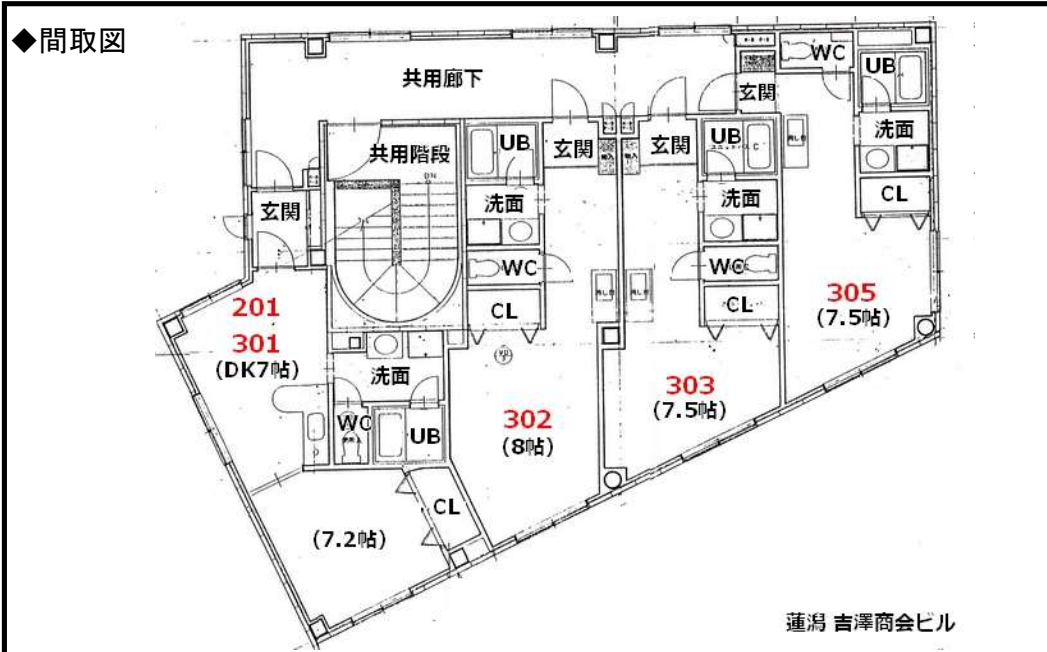 ◆間取図
共用廊下
WC
UB
玄関
洗面
CL
305
(7.5帖)
共用階段
DN
UB
玄関
洗面
WC
CL
302
(8帖)
玄関
UB
洗面
WC
CL
303
(7.5帖)
玄関
201
301
(DK7帖)
洗面
WC
UB
CL
(7.2帖)
蓮潟 吉澤商会ビル